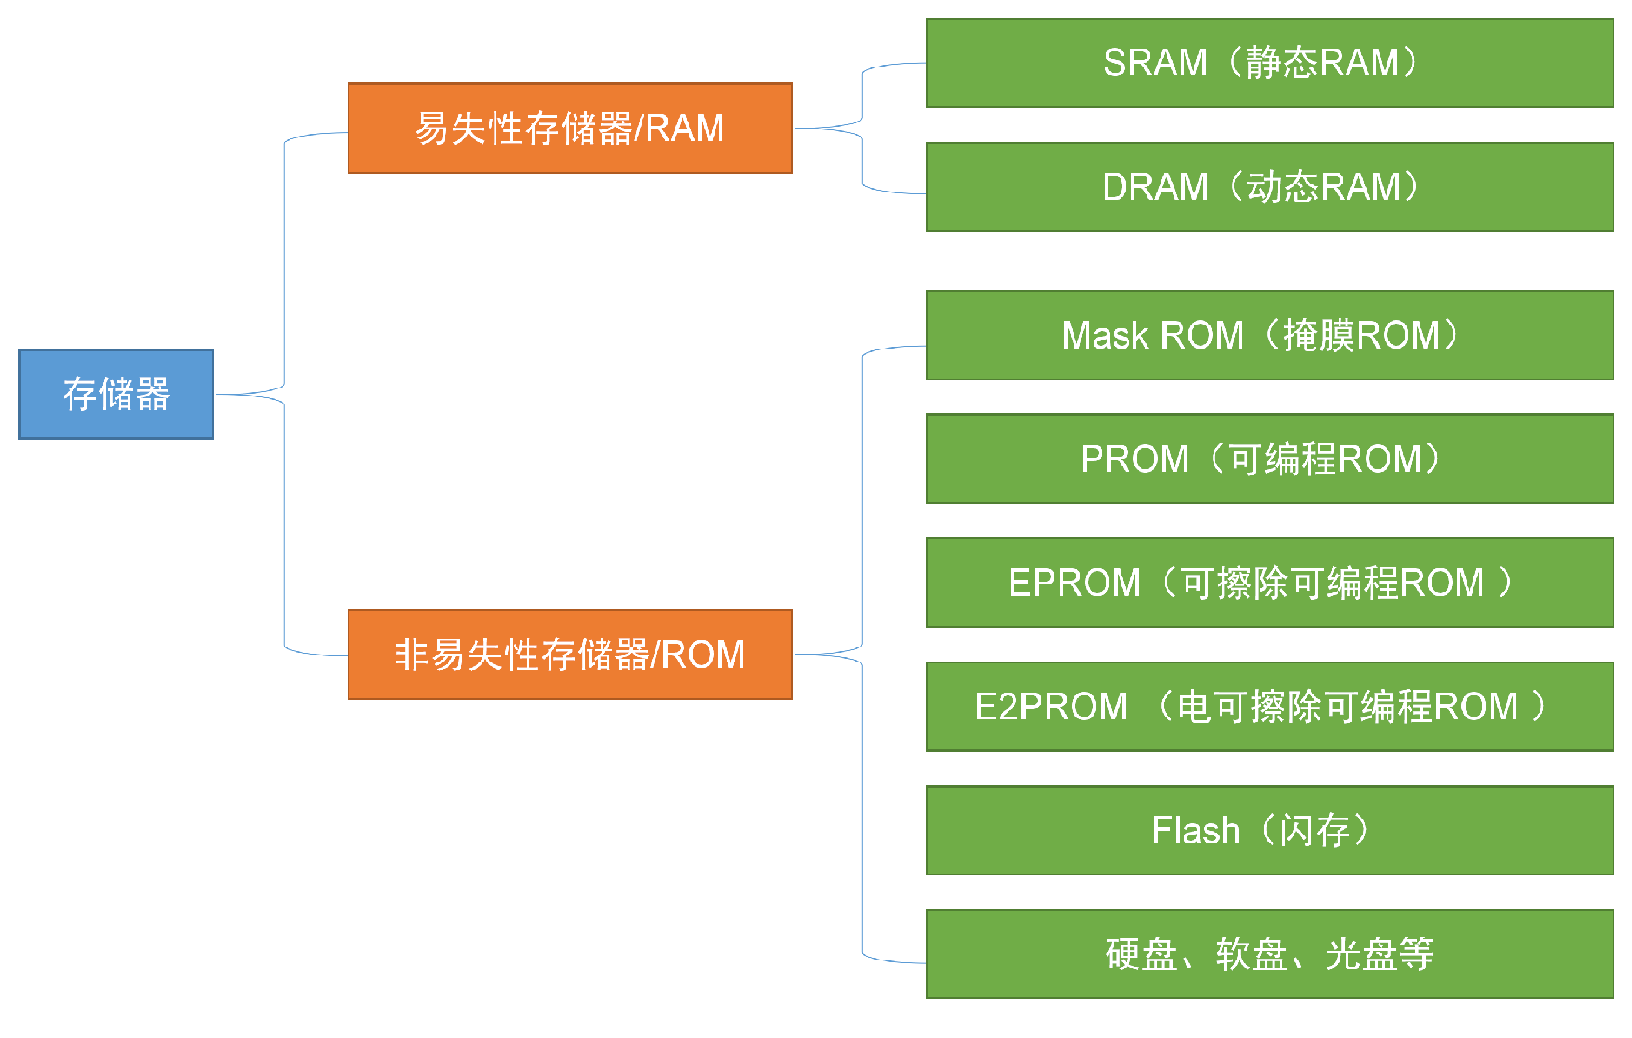 存储器
易失性存储器/RAM
SRAM（静态RAM）
DRAM（动态RAM）
非易失性存储器/ROM
Mask ROM（掩膜ROM）
PROM（可编程ROM）
EPROM（可擦除可编程ROM ）
E2PROM （电可擦除可编程ROM ）
Flash（闪存）
硬盘、软盘、光盘等